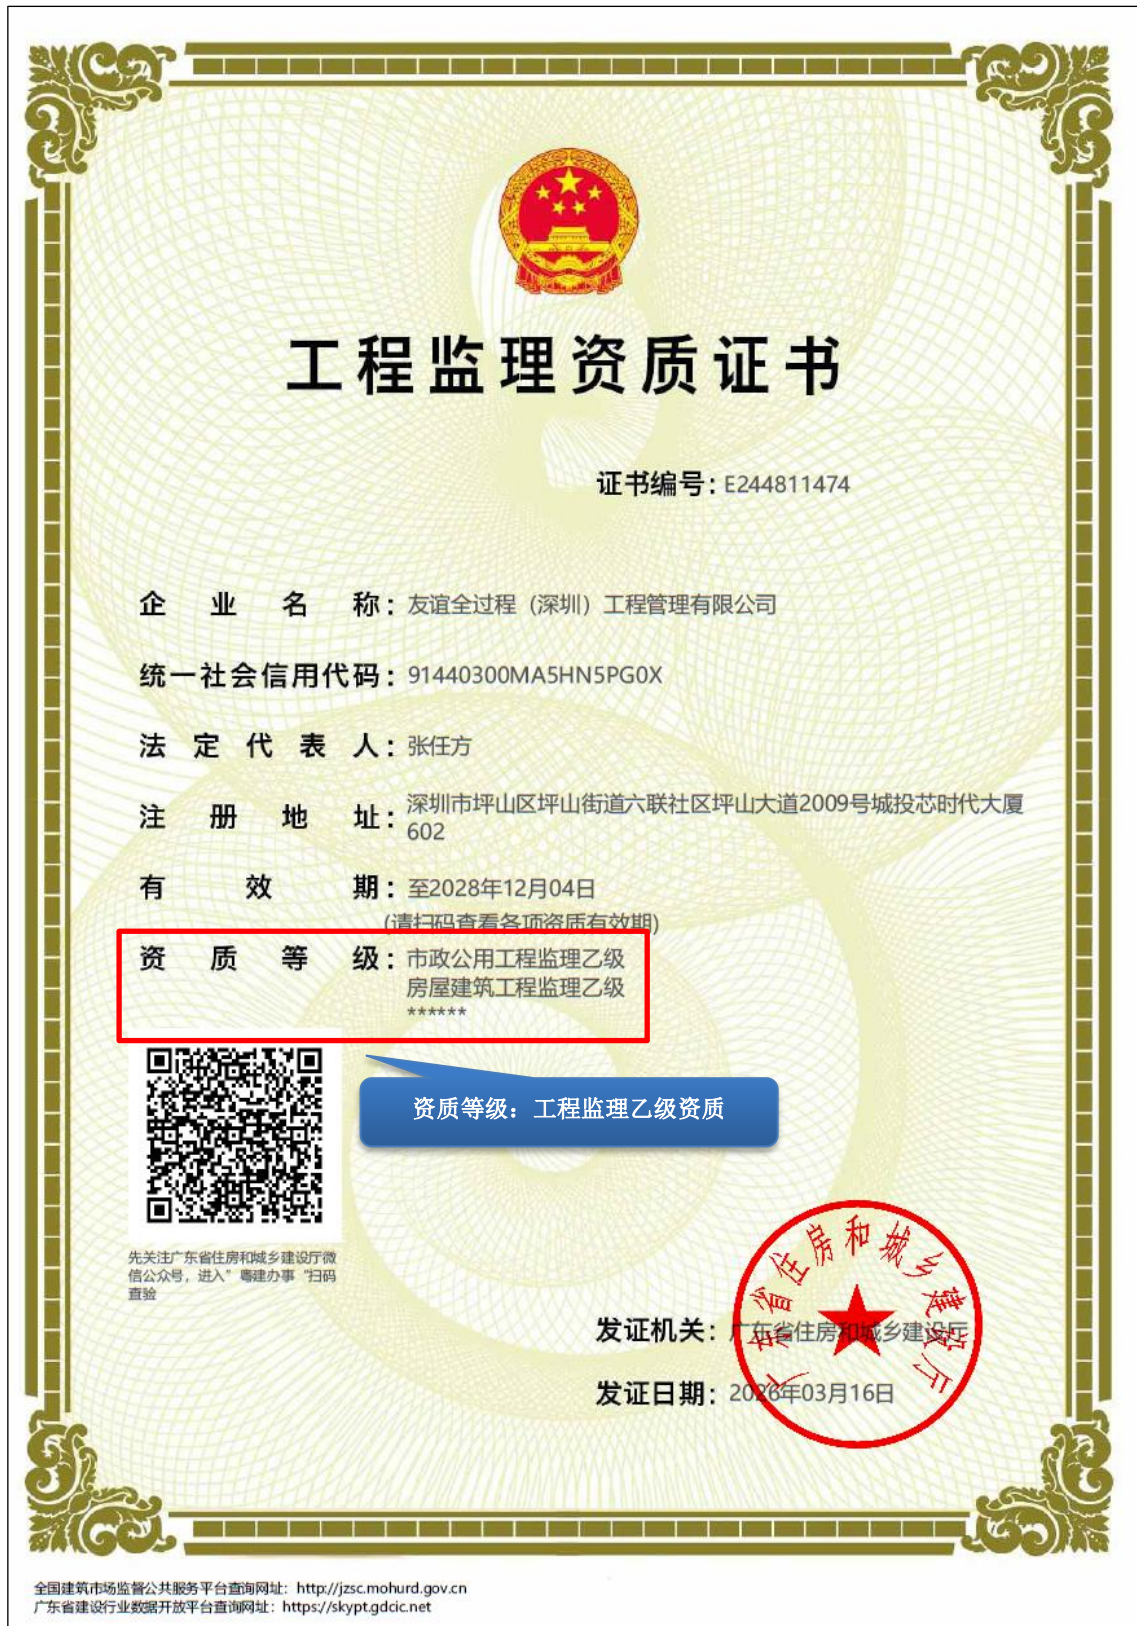 工程监理资质证书
证书编号：E244811474
企业名称：友谊全过程（深圳）工程管理有限公司
统一社会信用代码：91440300MA5HN5PG0X
法定代表人：张任方
注册地址：深圳市坪山区坪山街道六联社区坪山大道2009号城投芯时代大厦
602
有效期：至2028年12月04日
(请扫码查看各项资质有效期)
资质等级：市政公用工程监理乙级
房屋建筑工程监理乙级
******
资质等级：工程监理乙级资质
先关注广东省住房和城乡建设厅微
信公众号，进入”粤建办事“扫码
查验
广东省住房和城乡建设厅
发证机关：广东省住房和城乡建设厅
发证日期：2026年03月16日
全国建筑市场监督公共服务平台查询网址：http://jzsc.mohurd.gov.cn
广东省建设行业数据开放平台查询网址：https://skypt.gdcic.net